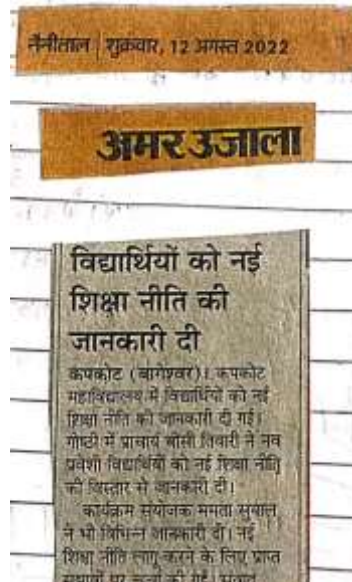 नैनीताल | शुक्रवार, 12 अगस्त 2022
अमर उजाला
विद्यार्थियों को नई
शिक्षा नीति की
जानकारी दी
कपकोट (बागेश्वर)। कपकोट
महाविद्यालय में विद्यार्थियों को नई
शिक्षा नीति की जानकारी दी गई।
गोष्ठी में प्राचार्य बीसी तिवारी ने नव
प्रवेशी विद्यार्थियों को नई शिक्षा नीति
की विस्तार से जानकारी दी।
कार्यक्रम संयोजक ममता सुयाल
ने भी विभिन्न जानकारी दीं। नई
शिक्षा नीति लागू करने के लिए प्राप्त